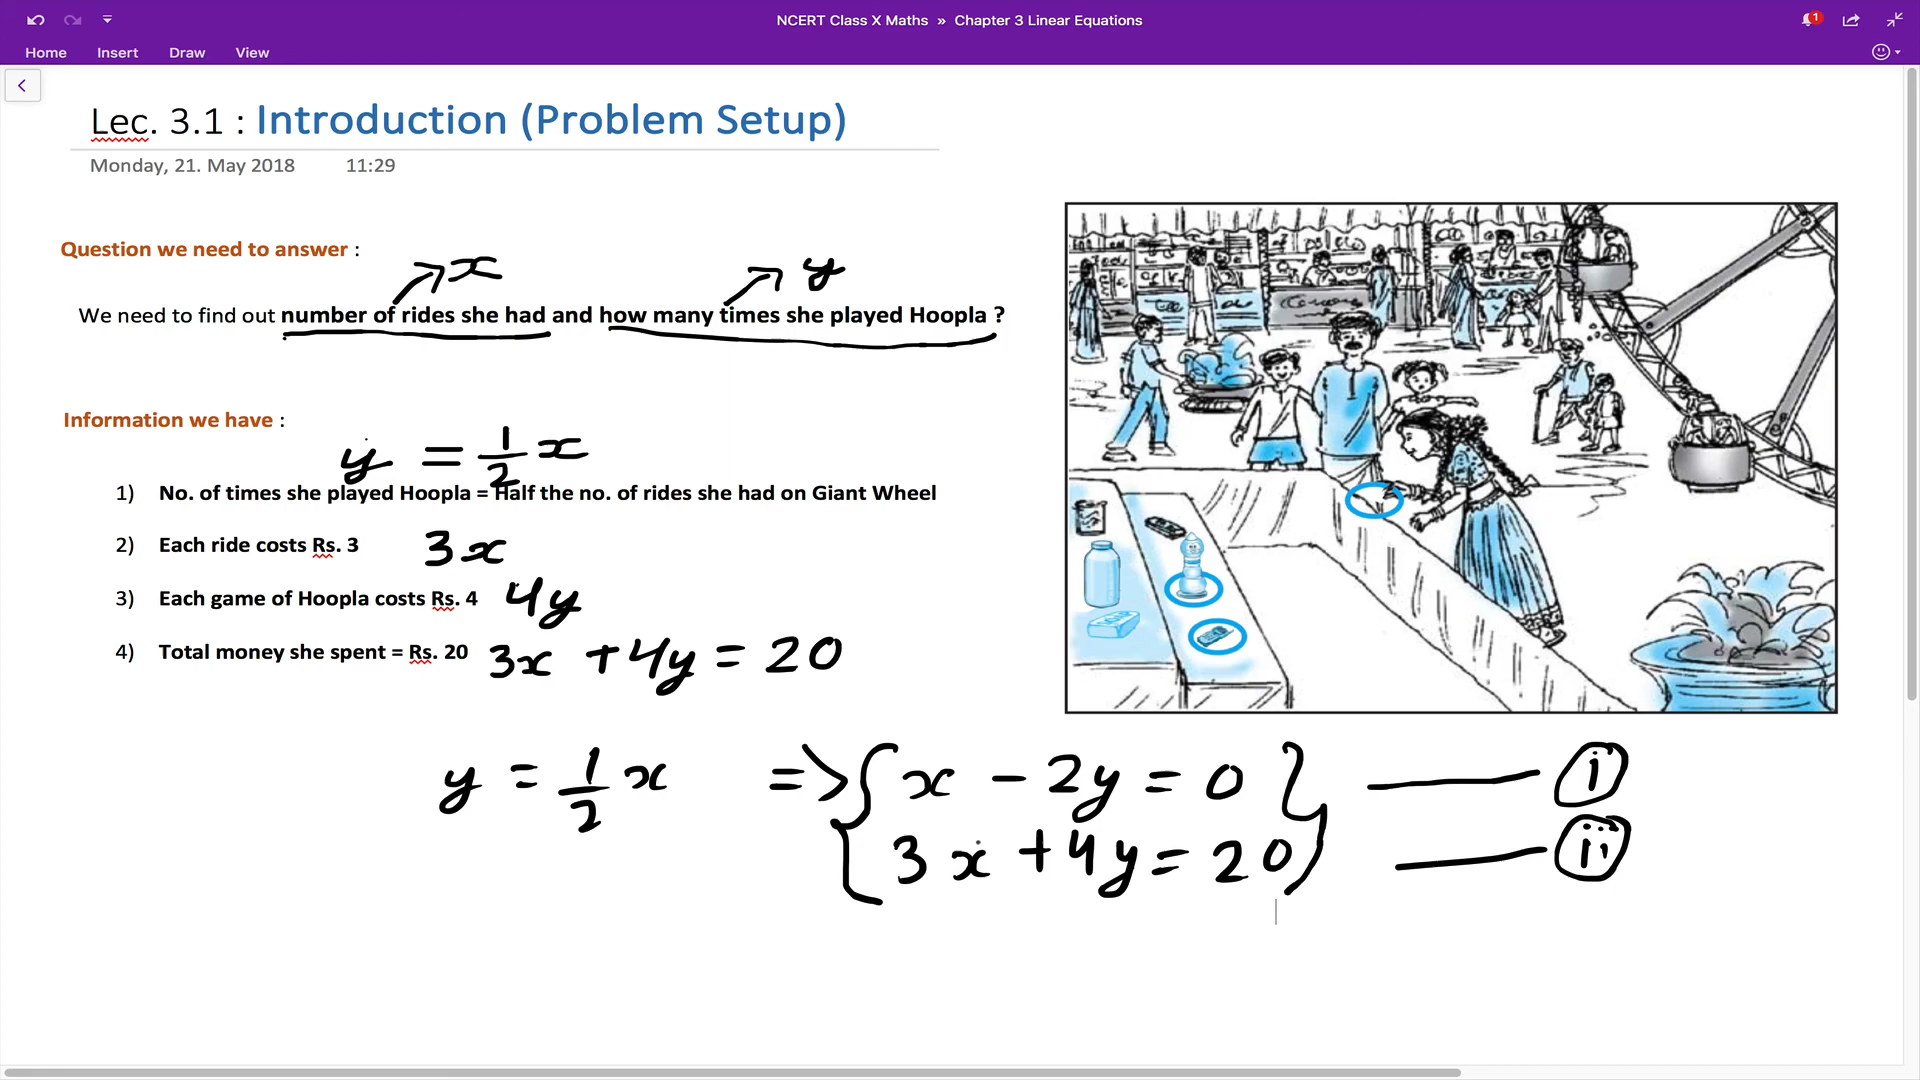 NCERT Class X Maths » Chapter 3 Linear Equations
1
Home Insert Draw View
Lec. 3.1 : Introduction (Problem Setup)
Monday, 21. May 2018 11:29
Question we need to answer :
x y
We need to find out number of rides she had and how many times she played Hoopla ?
Information we have :
y = 1/2 x
1) No. of times she played Hoopla = Half the no. of rides she had on Giant Wheel
2) Each ride costs Rs. 3 3x
3) Each game of Hoopla costs Rs. 4 4y
4) Total money she spent = Rs. 20 3x + 4y = 20
y = 1/2 x => { x - 2y = 0 } —— i
{ 3x + 4y = 20 } —— ii